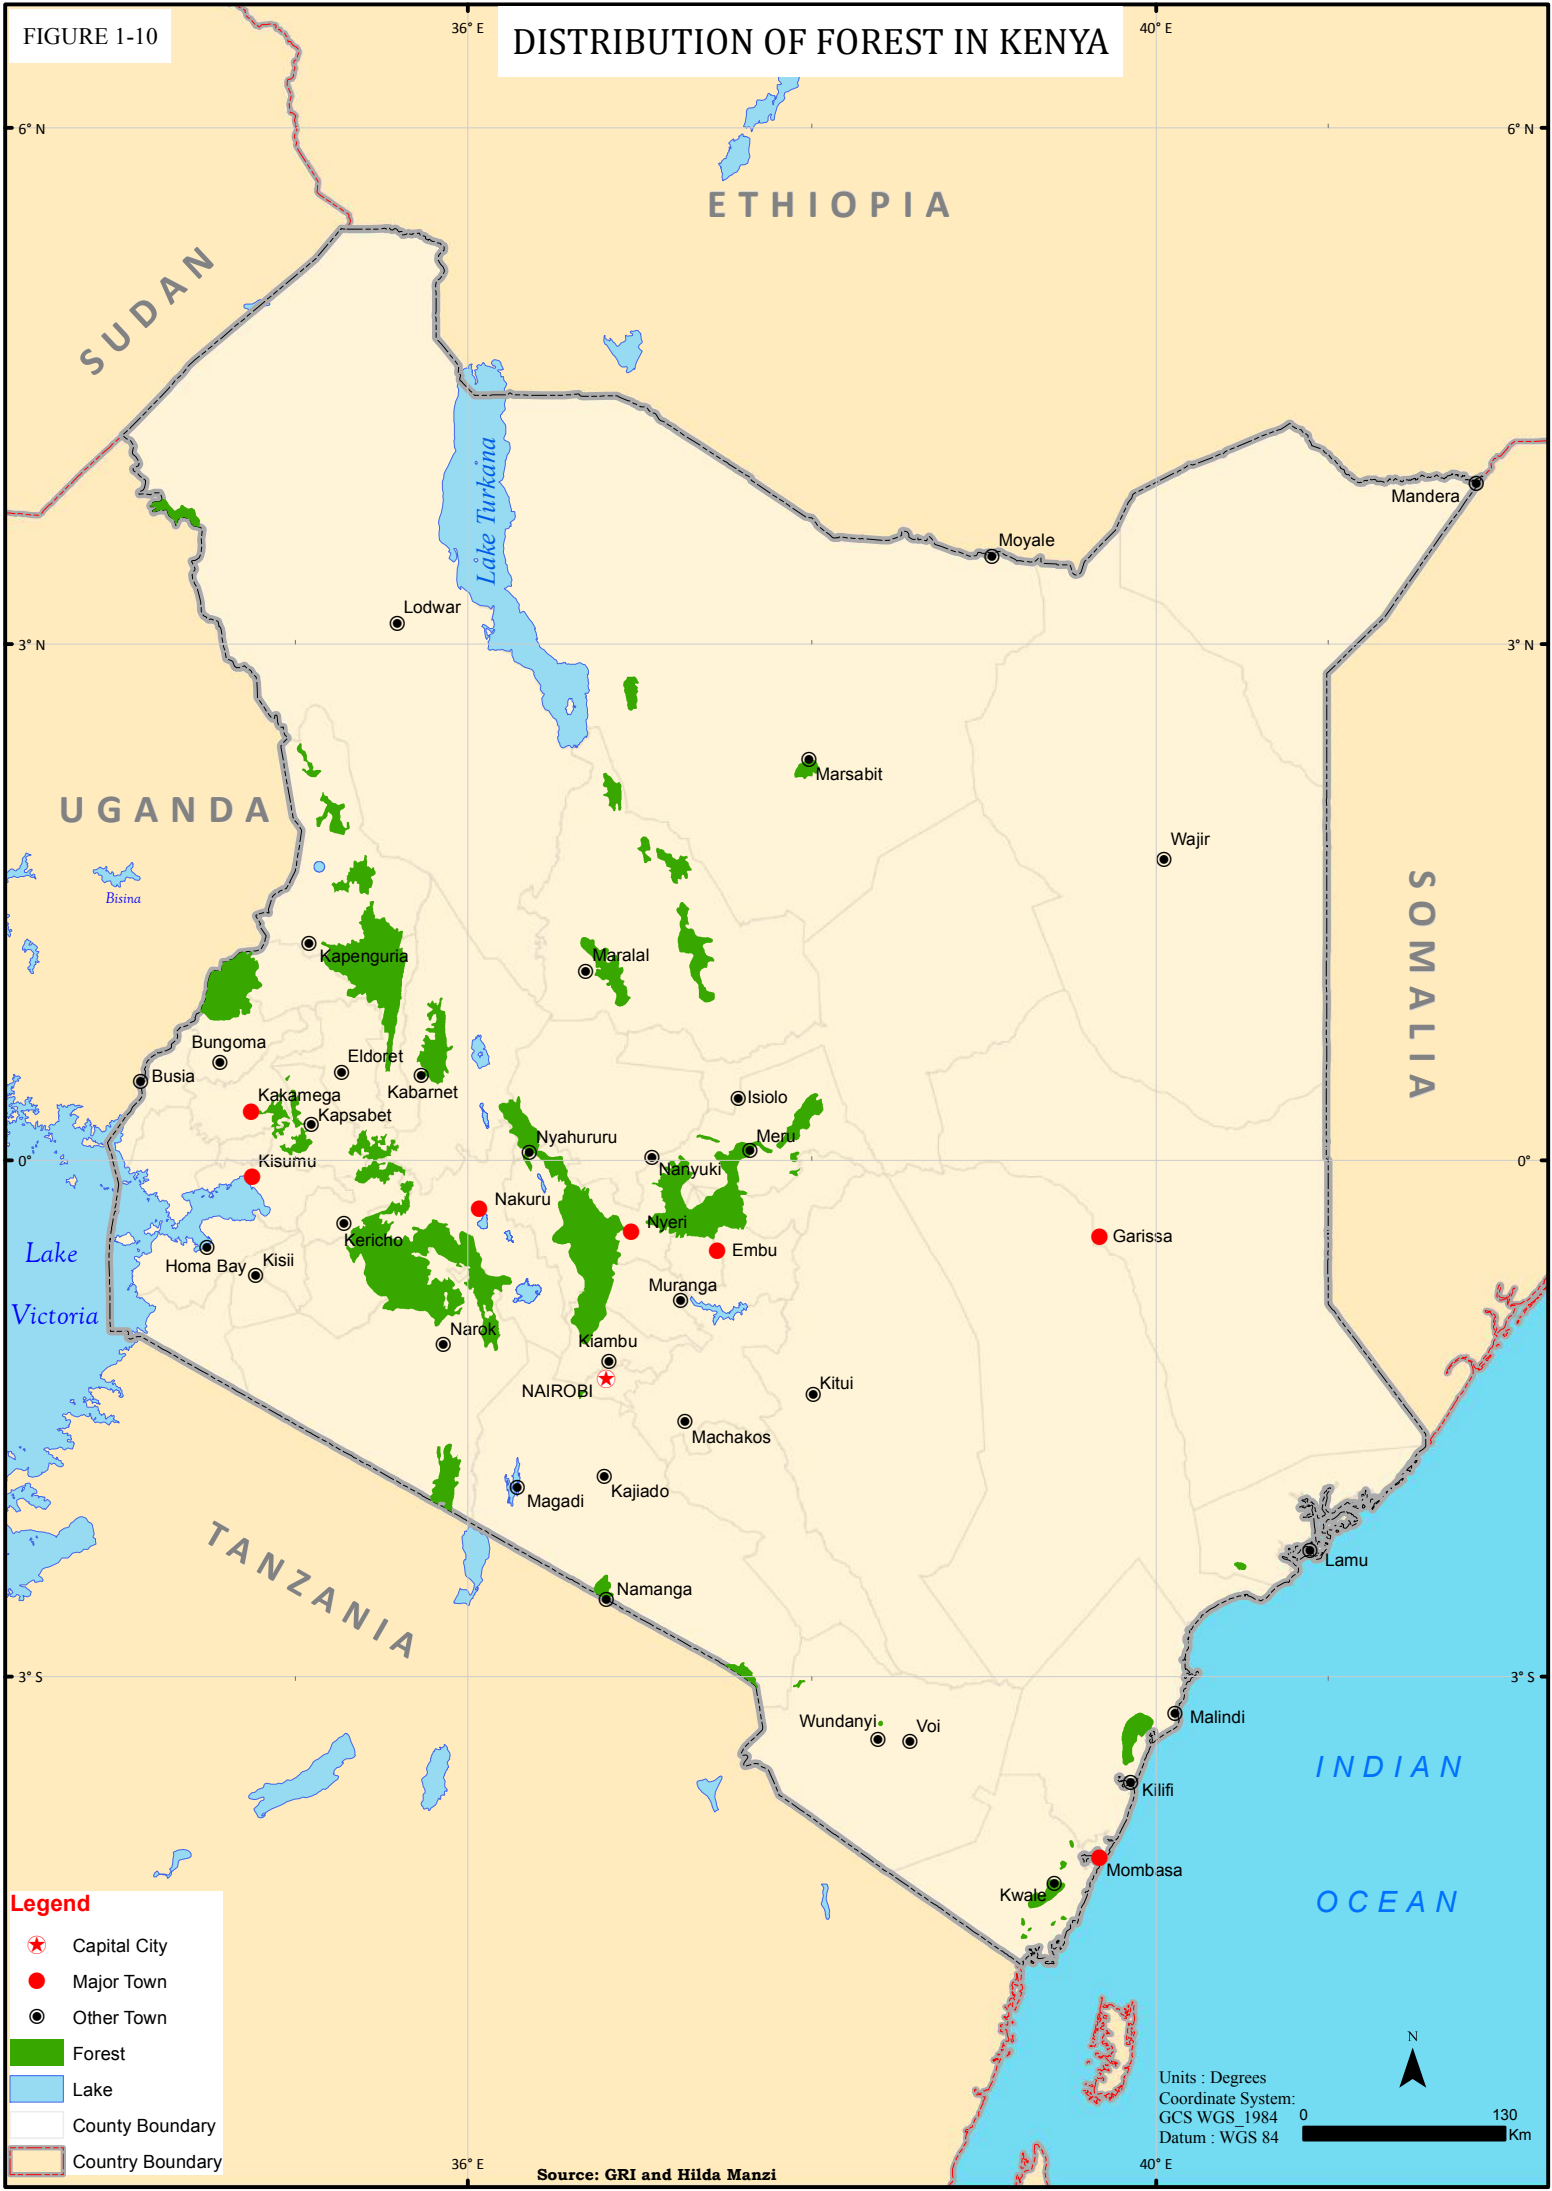 FIGURE 1-10
DISTRIBUTION OF FOREST IN KENYA
36° E
40° E
6° N
6° N
ETHIOPIA
SUDAN
Lake Turkana
Mandera
Moyale
Lodwar
3° N
3° N
Marsabit
UGANDA
Wajir
Bisina
SOMALIA
Kapenguria
Maralal
Bungoma
Eldoret
Busia
Kabarnet
Kakamega
Isiolo
Kapsabet
Nyahururu
Meru
0°
0°
Kisumu
Nanyuki
Nakuru
Nyeri
Kericho
Garissa
Lake
Victoria
Homa Bay
Kisii
Embu
Muranga
Narok
Kiambu
NAIROBI
Kitui
Machakos
Magadi
Kajiado
TANZANIA
Lamu
Namanga
3° S
3° S
Wundanyi
Voi
Malindi
INDIAN
OCEAN
Kilifi
Mombasa
Kwale
Legend
Capital City
Major Town
Other Town
Forest
Lake
County Boundary
Country Boundary
N
Units : Degrees
Coordinate System:
GCS WGS_1984
Datum : WGS 84
0
130
Km
36° E
40° E
Source: GRI and Hilda Manzi